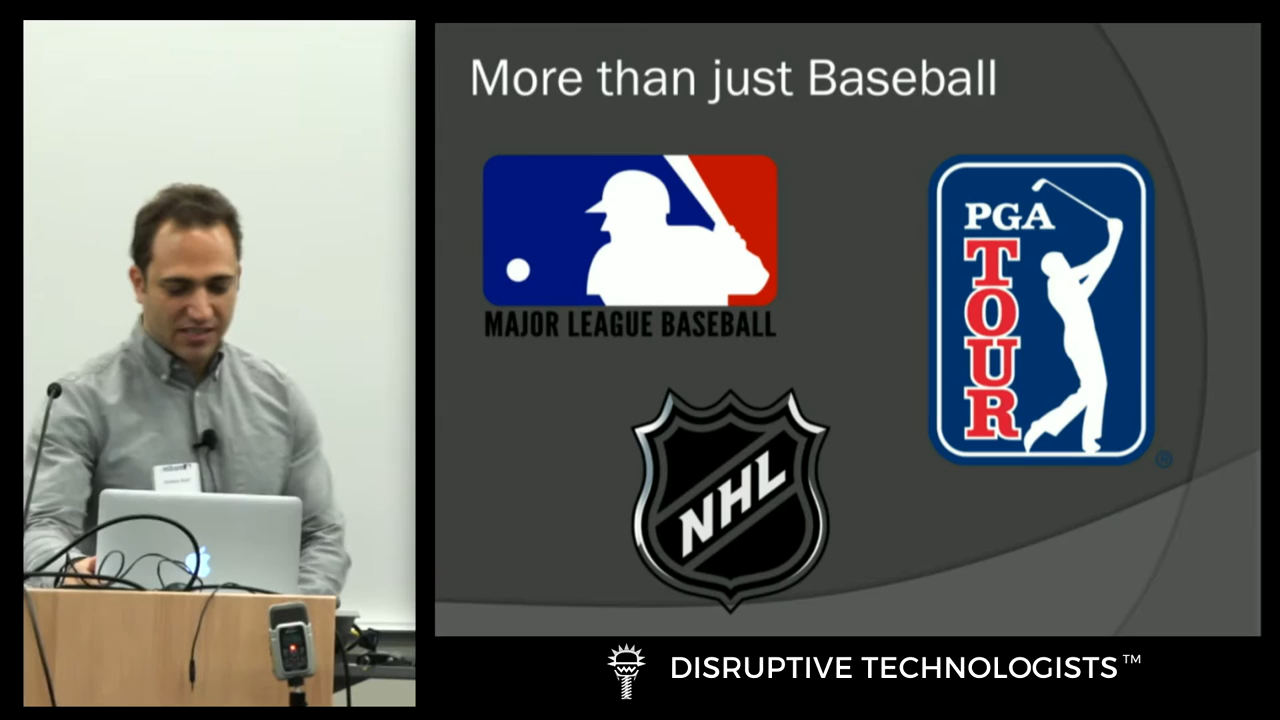 More than just Baseball
MAJOR LEAGUE BASEBALL
PGA
TOUR
®
NHL
DISRUPTIVE TECHNOLOGISTS™